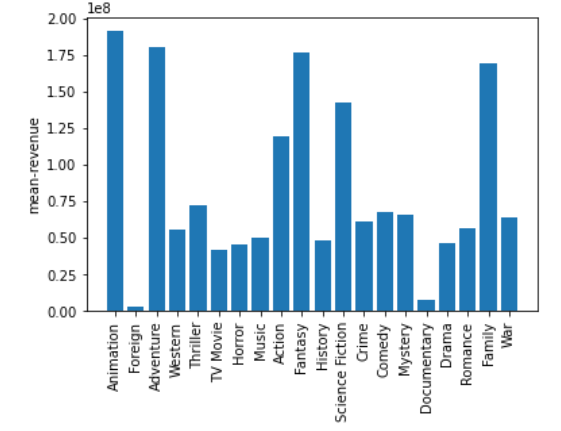 1e8
2.00
1.75
1.50
1.25
1.00
0.75
0.50
0.25
0.00
mean-revenue
Animation
Foreign
Adventure
Western
Thriller
TV Movie
Horror
Music
Action
Fantasy
History
Science Fiction
Crime
Comedy
Mystery
Documentary
Drama
Romance
Family
War